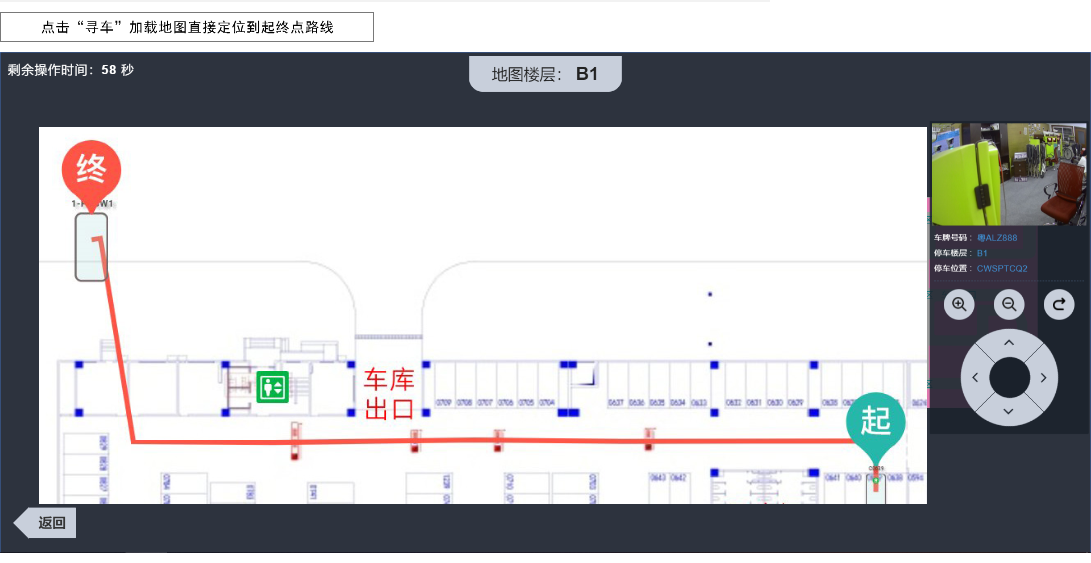 点击“寻车”加载地图直接定位到起终点路线
剩余操作时间：58 秒
地图楼层： B1
终
车牌号码：粤ALZ888
停车楼层：B1
停车位置：CWSPTCQ2
车库
出口
0709 0708 0707 0706 0705 0704
0637 0636 0635 0634 0633
0632 0631 0630 0629
0628
起
0643 0642
0641 0640
0638 0594
返回